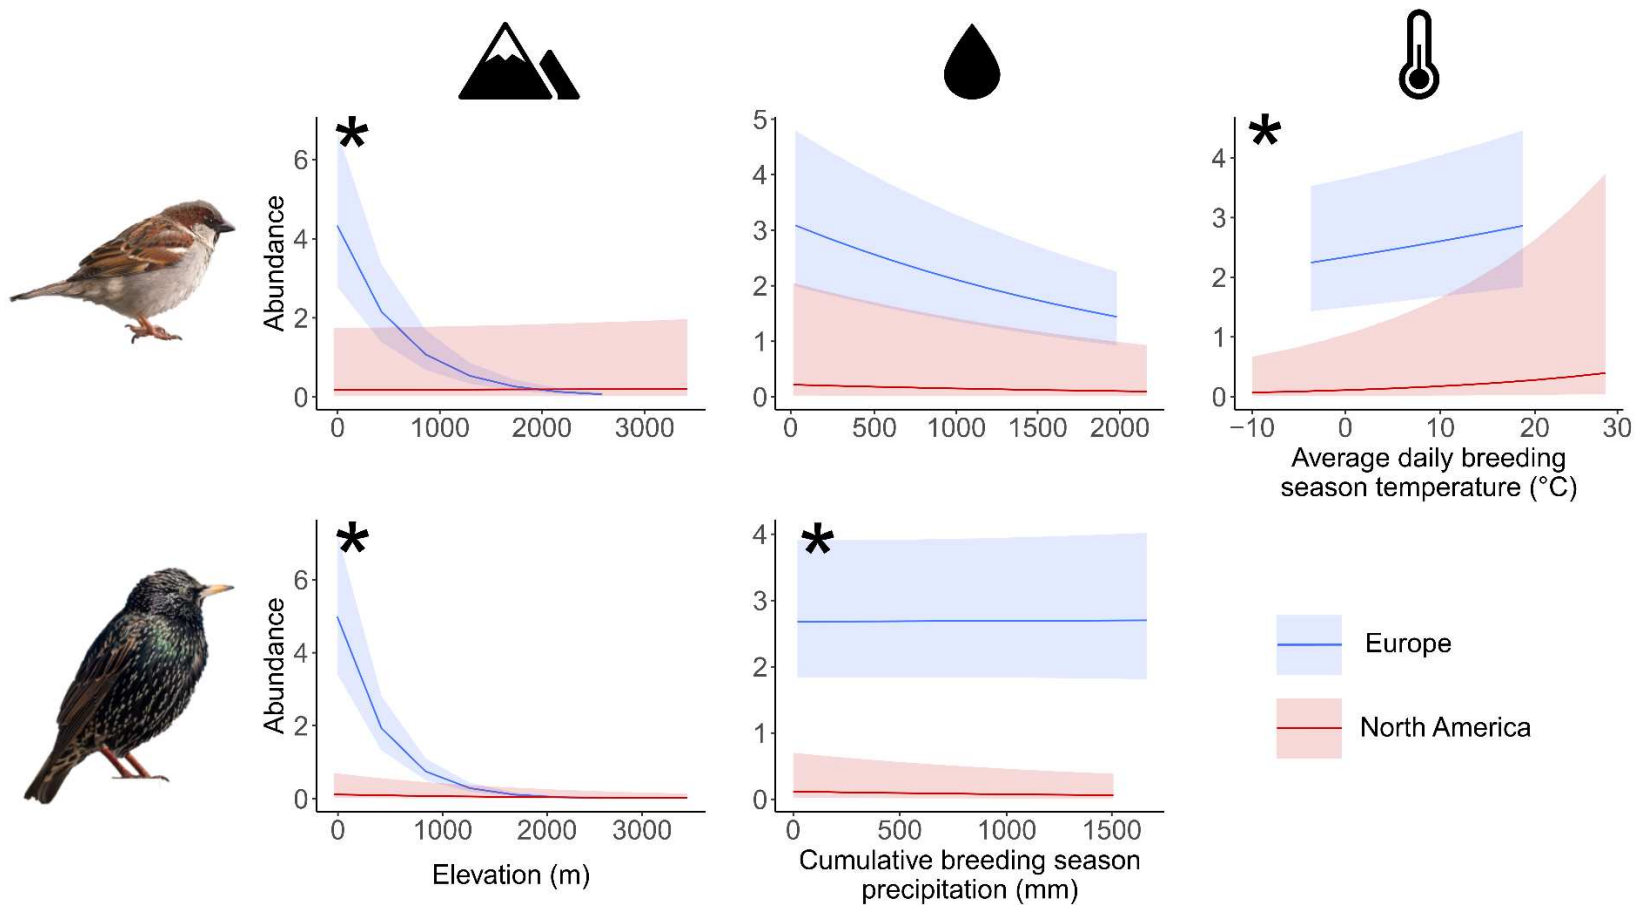 *
6
4
2
0
Abundance
0 1000 2000 3000
5
4
3
2
1
0
0 500 1000 1500 2000
*
4
3
2
1
0
−10 0 10 20 30
Average daily breeding
season temperature (°C)
*
6
4
2
0
Abundance
0 1000 2000 3000
Elevation (m)
*
4
3
2
1
0
0 500 1000 1500
Cumulative breeding season
precipitation (mm)
Europe
North America